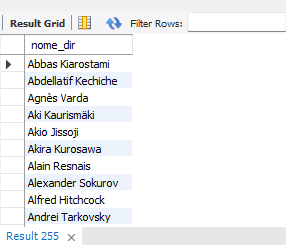 Result Grid Filter Rows:
nome_dir
Abbas Kiarostami
Abdellatif Kechiche
Agnès Varda
Aki Kaurismäki
Akio Jissoji
Akira Kurosawa
Alain Resnais
Alexander Sokurov
Alfred Hitchcock
Andrei Tarkovsky
Result 255